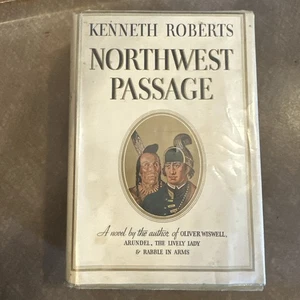 KENNETH ROBERTS
NORTHWEST
PASSAGE
A novel by the author of OLIVER WISWELL,
ARUNDEL, THE LIVELY LADY
& RABBLE IN ARMS